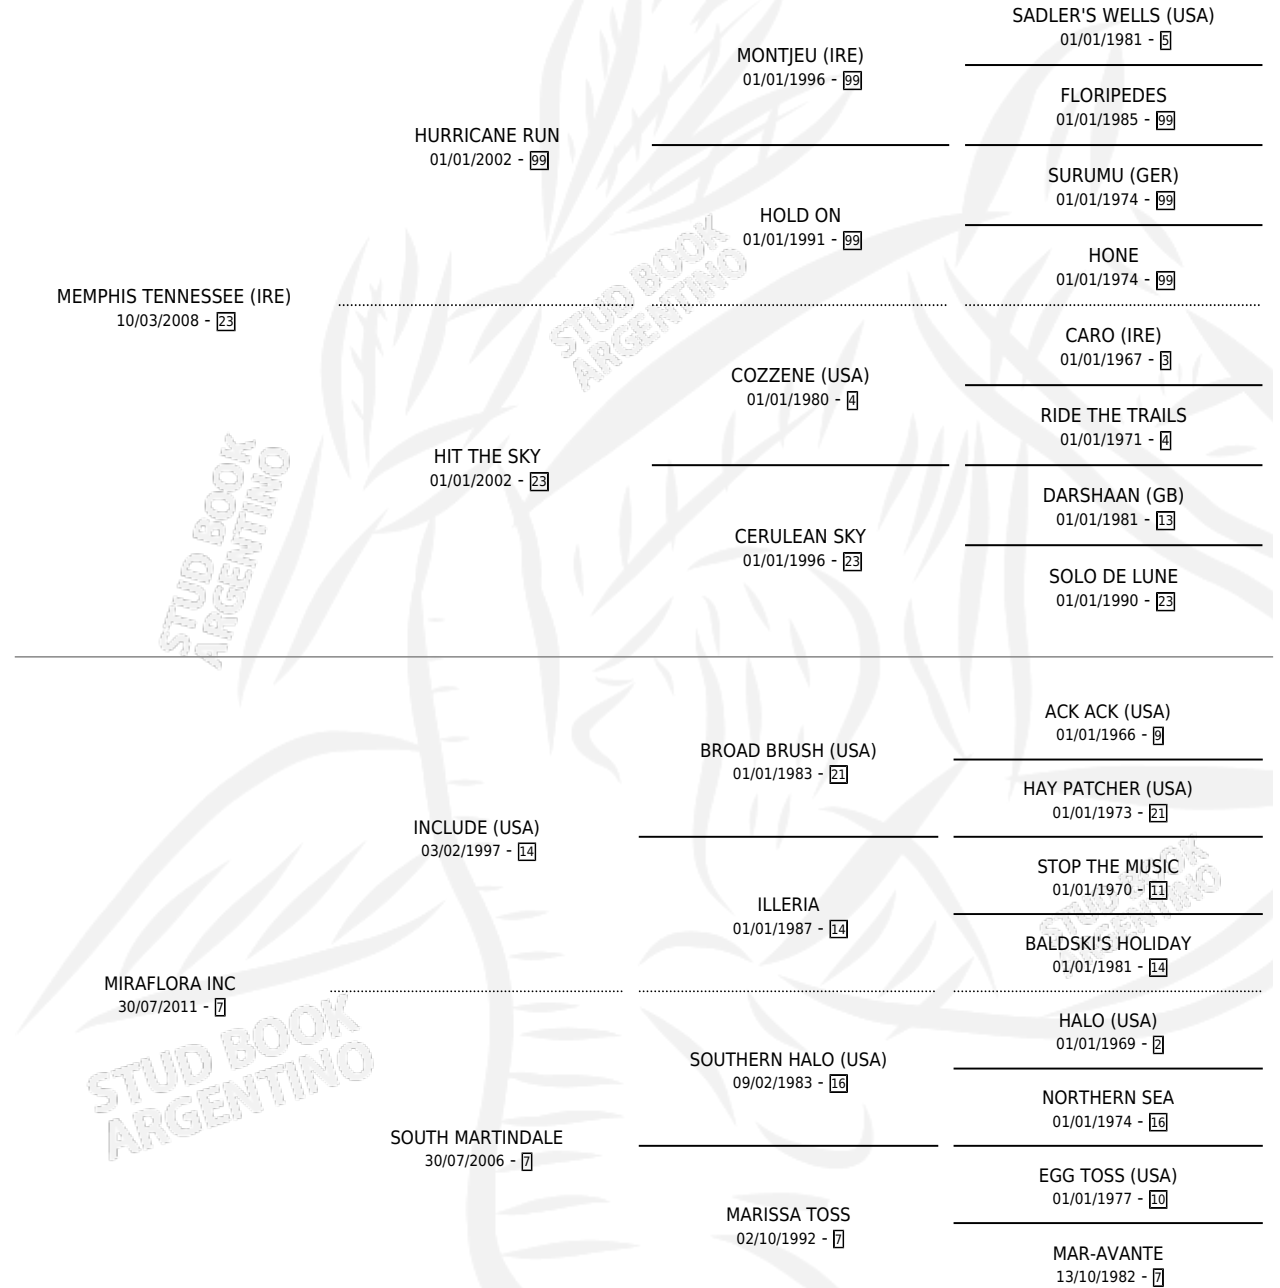 SADLER'S WELLS (USA)
01/01/1981 - 5
MONTJEU (IRE)
01/01/1996 - 99
FLORIPEDES
01/01/1985 - 99
HURRICANE RUN
01/01/2002 - 99
SURUMU (GER)
01/01/1974 - 99
HOLD ON
01/01/1991 - 99
HONE
01/01/1974 - 99
MEMPHIS TENNESSEE (IRE)
10/03/2008 - 23
CARO (IRE)
01/01/1967 - 3
COZZENE (USA)
01/01/1980 - 4
RIDE THE TRAILS
01/01/1971 - 4
HIT THE SKY
01/01/2002 - 23
DARSHAAN (GB)
01/01/1981 - 13
CERULEAN SKY
01/01/1996 - 23
SOLO DE LUNE
01/01/1990 - 23
STUD BOOK
ARGENTINO
STUD BOOK
ARGENTINO
ACK ACK (USA)
01/01/1966 - 9
BROAD BRUSH (USA)
01/01/1983 - 21
HAY PATCHER (USA)
01/01/1973 - 21
INCLUDE (USA)
03/02/1997 - 14
STOP THE MUSIC
01/01/1970 - 11
ILLERIA
01/01/1987 - 14
BALDSKI'S HOLIDAY
01/01/1981 - 14
MIRAFLORA INC
30/07/2011 - 7
HALO (USA)
01/01/1969 - 2
SOUTHERN HALO (USA)
09/02/1983 - 16
NORTHERN SEA
01/01/1974 - 16
SOUTH MARTINDALE
30/07/2006 - 7
EGG TOSS (USA)
01/01/1977 - 10
MARISSA TOSS
02/10/1992 - 7
MAR-AVANTE
13/10/1982 - 7
STUD BOOK
ARGENTINO
STUD BOOK
ARGENTINO